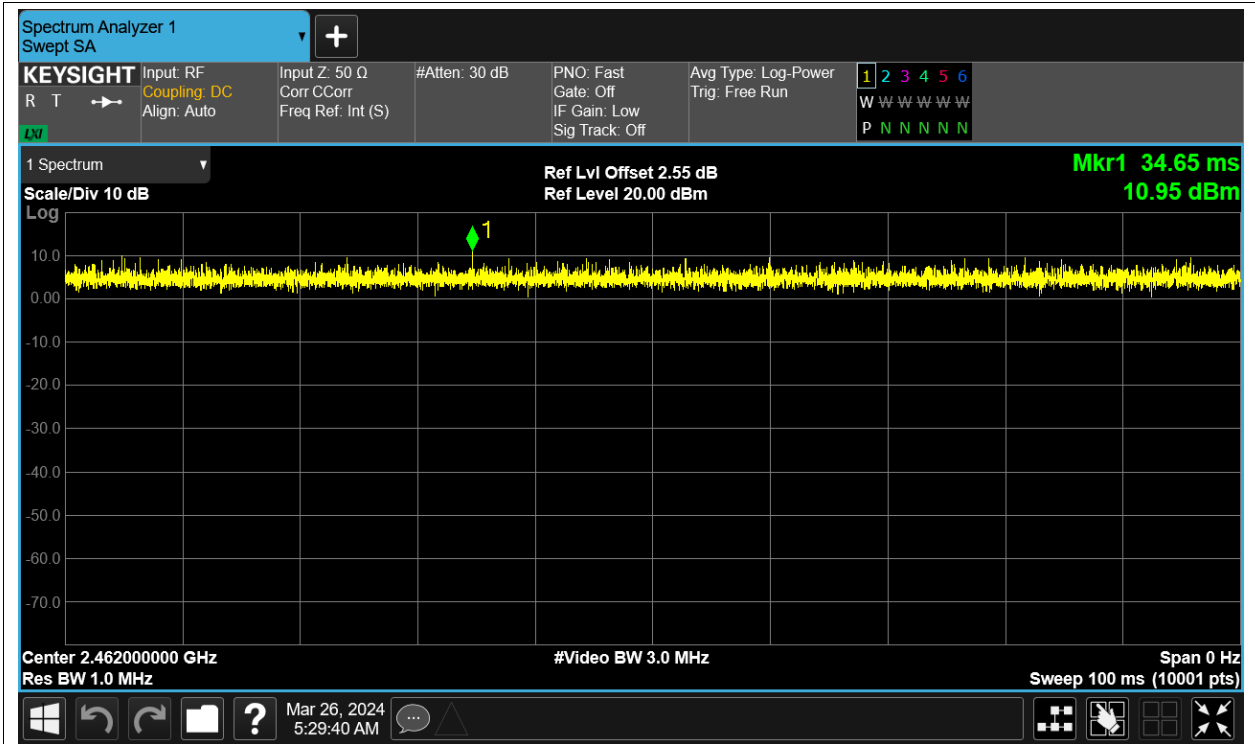 Spectrum Analyzer 1
Swept SA
KEYSIGHT
R T
LXI
Input: RF
Coupling: DC
Align: Auto
Input Z: 50 Ω
Corr CCorr
Freq Ref: Int (S)
#Atten: 30 dB
PNO: Fast
Gate: Off
IF Gain: Low
Sig Track: Off
Avg Type: Log-Power
Trig: Free Run
1 2 3 4 5 6
W W W W W W
P N N N N N
1 Spectrum
Scale/Div 10 dB
Log
Ref Lvl Offset 2.55 dB
Ref Level 20.00 dBm
Mkr1 34.65 ms
10.95 dBm
1
10.0
0.00
-10.0
-20.0
-30.0
-40.0
-50.0
-60.0
-70.0
Center 2.462000000 GHz
Res BW 1.0 MHz
#Video BW 3.0 MHz
Span 0 Hz
Sweep 100 ms (10001 pts)
?
Mar 26, 2024
5:29:40 AM